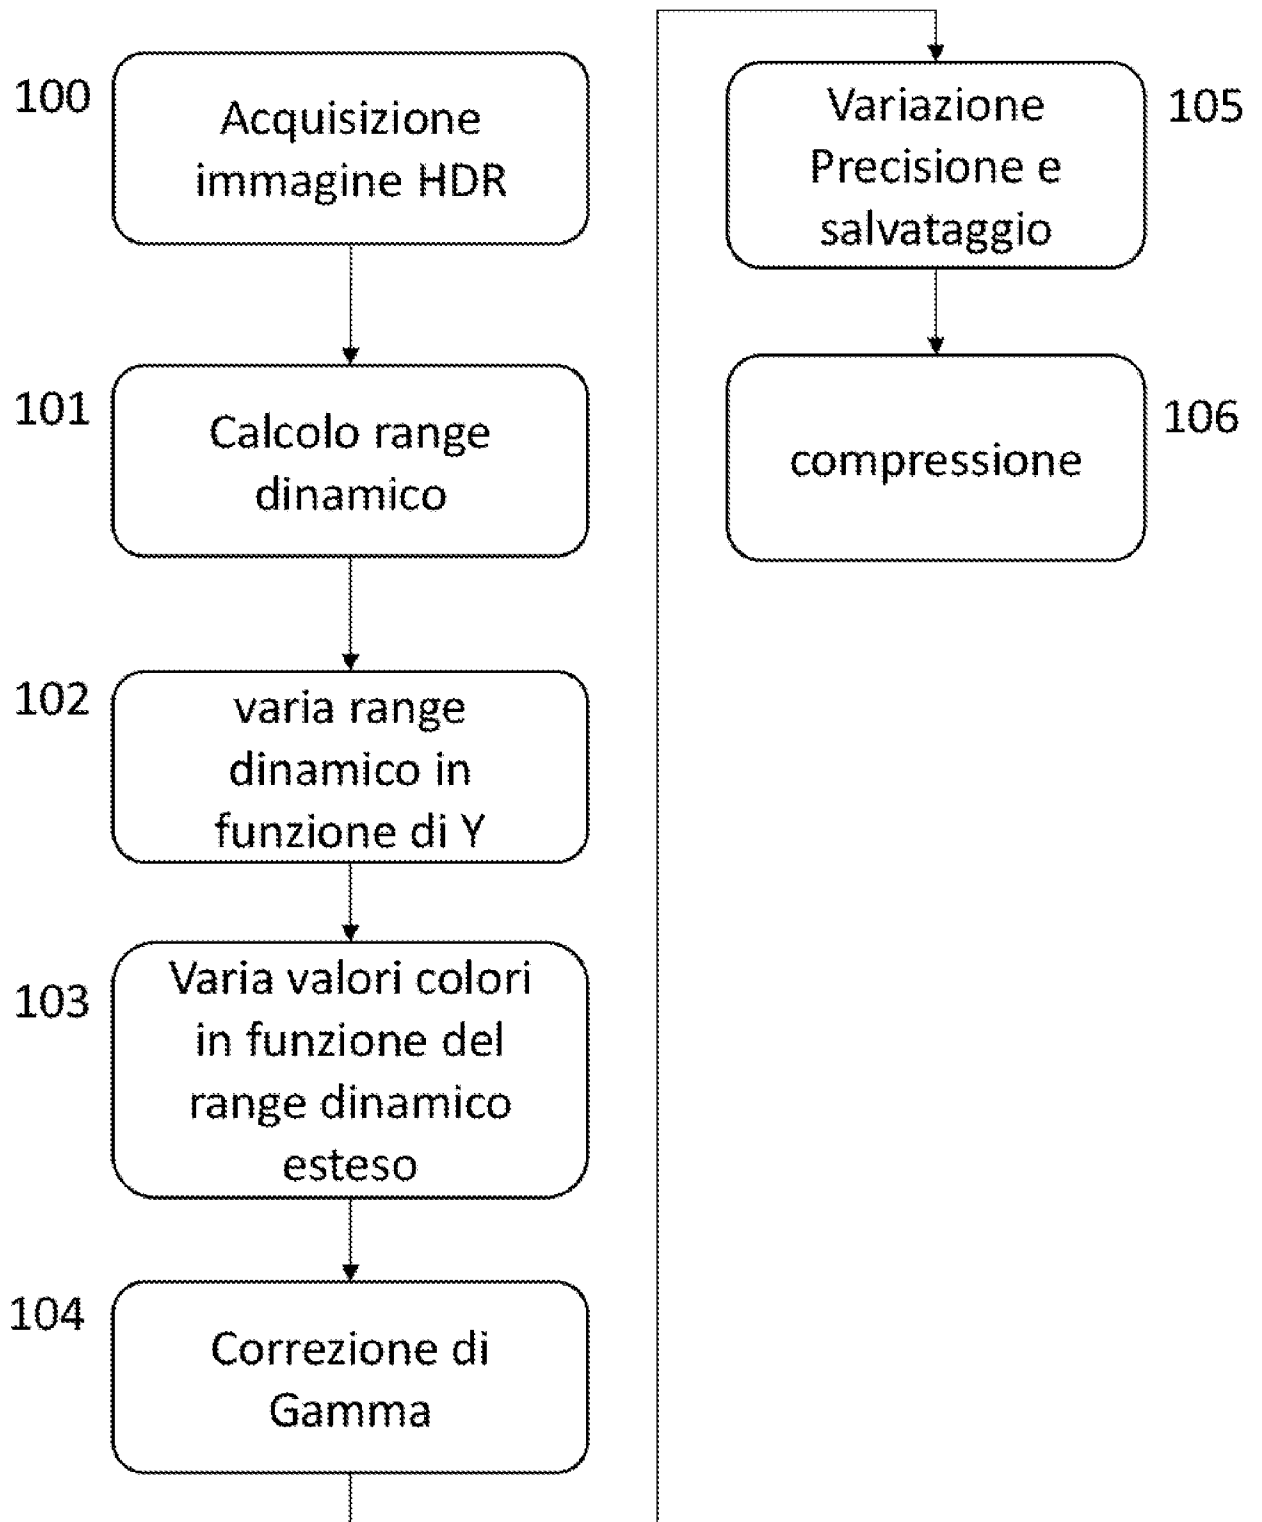 100
Acquisizione
immagine HDR
101
Calcolo range
dinamico
102
varia range
dinamico in
funzione di Y
103
Varia valori colori
in funzione del
range dinamico
esteso
104
Correzione di
Gamma
105
Variazione
Precisione e
salvataggio
106
compressione